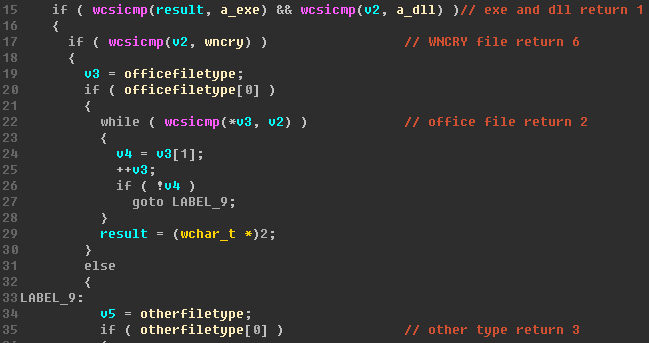 15 if ( wcsicmp(result, a_exe) && wcsicmp(v2, a_dll) )// exe and dll return 1
16 {
17 if ( wcsicmp(v2, wncry) ) // WNCRY file return 6
18 {
19 v3 = officefiletype;
20 if ( officefiletype[0] )
21 {
22 while ( wcsicmp(*v3, v2) ) // office file return 2
23 {
24 v4 = v3[1];
25 ++v3;
26 if ( !v4 )
27 goto LABEL_9;
28 }
29 result = (wchar_t *)2;
30 }
31 else
32 {
33 LABEL_9:
34 v5 = otherfiletype;
35 if ( otherfiletype[0] ) // other type return 3
36 {